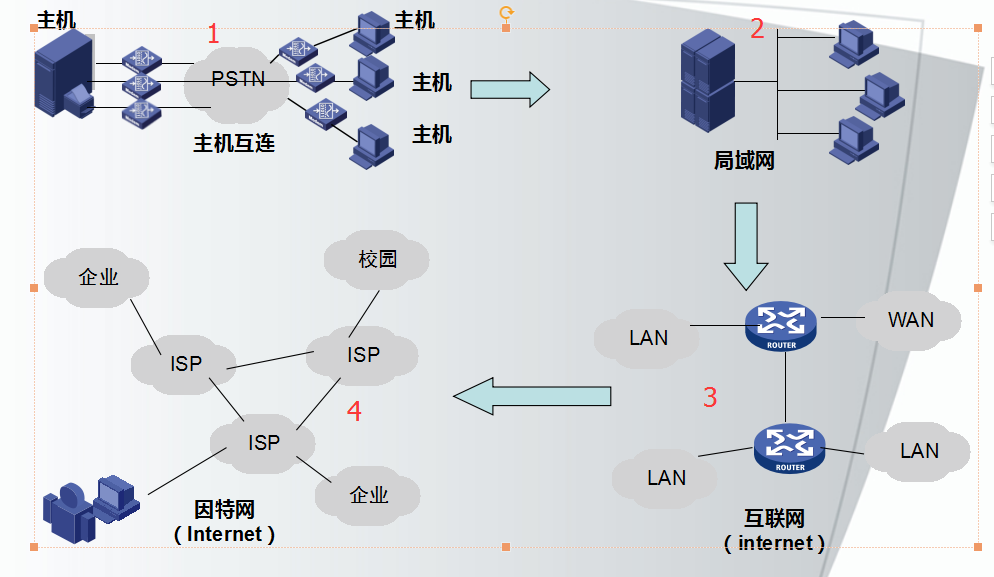 主机
1
主机
PSTN
主机
主机
主机互连
2
局域网
企业
校园
ISP
ISP
4
ISP
企业
因特网
（Internet）
LAN
ROUTER
WAN
3
ROUTER
LAN
LAN
互联网
（internet）